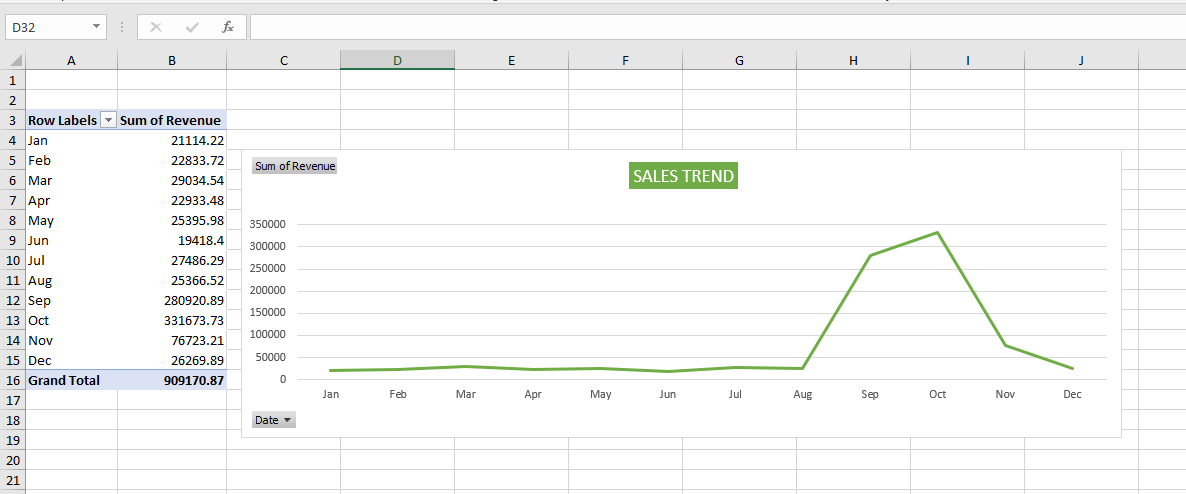 D32
fx
A B C D E F G H I J
1
2
3 Row Labels Sum of Revenue
4 Jan 21114.22
5 Feb 22833.72
6 Mar 29034.54
7 Apr 22933.48
8 May 25395.98
9 Jun 19418.4
10 Jul 27486.29
11 Aug 25366.52
12 Sep 280920.89
13 Oct 331673.73
14 Nov 76723.21
15 Dec 26269.89
16 Grand Total 909170.87
17
18
19
20
21
Sum of Revenue
SALES TREND
350000
300000
250000
200000
150000
100000
50000
0
Jan Feb Mar Apr May Jun Jul Aug Sep Oct Nov Dec
Date